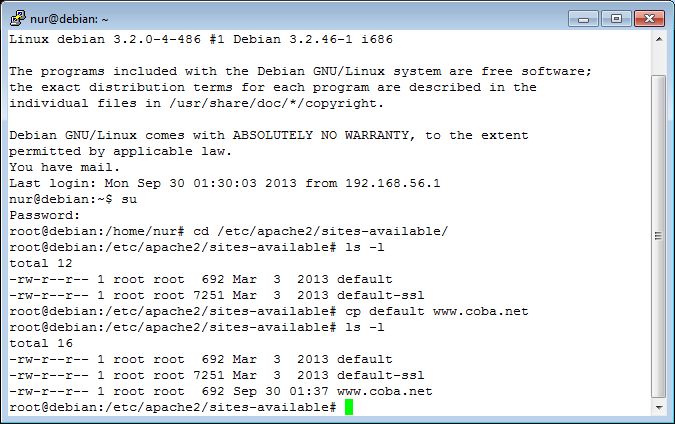 nur@debian: ~
Linux debian 3.2.0-4-486 #1 Debian 3.2.46-1 i686

The programs included with the Debian GNU/Linux system are free software;
the exact distribution terms for each program are described in the
individual files in /usr/share/doc/*/copyright.

Debian GNU/Linux comes with ABSOLUTELY NO WARRANTY, to the extent
permitted by applicable law.
You have mail.
Last login: Mon Sep 30 01:30:03 2013 from 192.168.56.1
nur@debian:~$ su
Password:
root@debian:/home/nur# cd /etc/apache2/sites-available/
root@debian:/etc/apache2/sites-available# ls -l
total 12
-rw-r--r-- 1 root root  692 Mar  3  2013 default
-rw-r--r-- 1 root root 7251 Mar  3  2013 default-ssl
root@debian:/etc/apache2/sites-available# cp default www.coba.net
root@debian:/etc/apache2/sites-available# ls -l
total 16
-rw-r--r-- 1 root root  692 Mar  3  2013 default
-rw-r--r-- 1 root root 7251 Mar  3  2013 default-ssl
-rw-r--r-- 1 root root  692 Sep 30 01:37 www.coba.net
root@debian:/etc/apache2/sites-available#